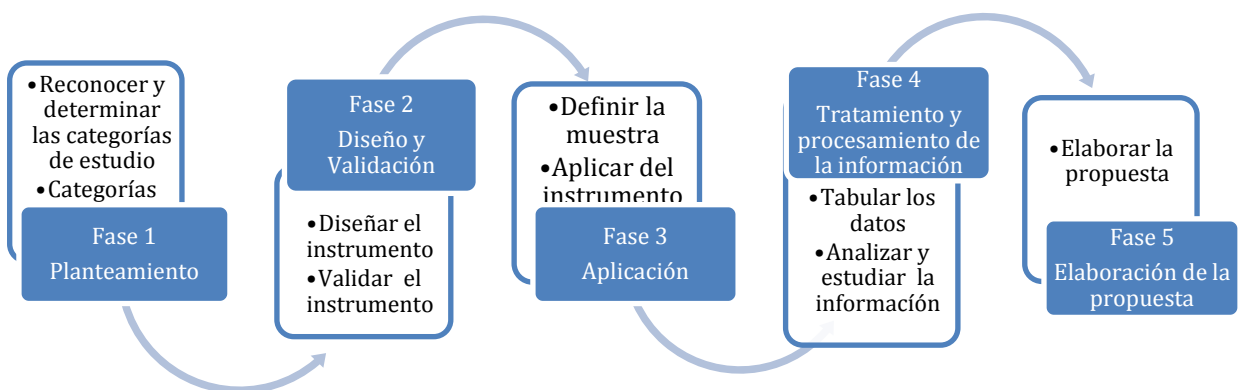 •Reconocer y
determinar
las categorías
de estudio
•Categorías
Fase 1
Planteamiento
Fase 2
Diseño y
Validación
•Diseñar el
instrumento
•Validar el
instrumento
•Definir la
muestra
•Aplicar del
instrumento
Fase 3
Aplicación
Fase 4
Tratamiento y
procesamiento de
la información
•Tabular los
datos
•Analizar y
estudiar la
información
•Elaborar la
propuesta
Fase 5
Elaboración de la
propuesta